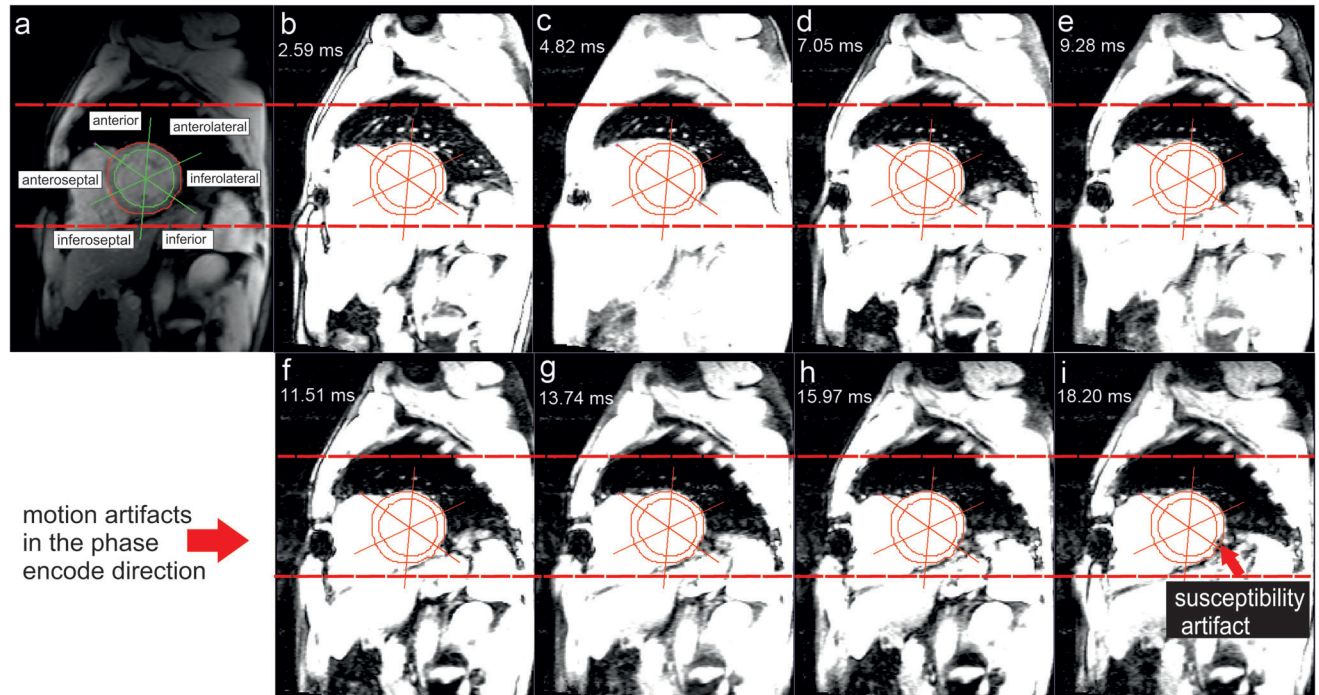 a
anterior
anterolateral
anteroseptal
inferolateral
inferoseptal
inferior
b
2.59 ms
c
4.82 ms
d
7.05 ms
e
9.28 ms
motion artifacts
in the phase
encode direction
f
11.51 ms
g
13.74 ms
h
15.97 ms
i
18.20 ms
susceptibility
artifact